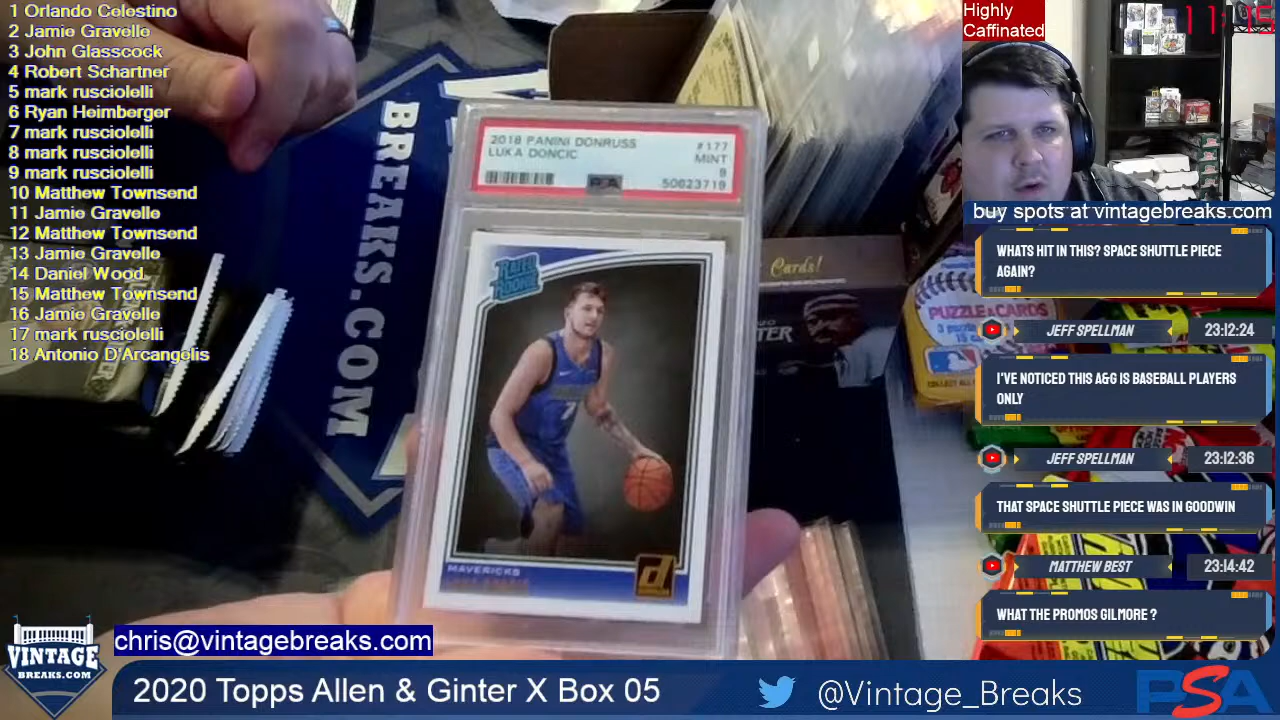 1 Orlando Celestino
2 Jamie Gravelle
3 John Glasscock
4 Robert Schartner
5 mark rusciolelli
6 Ryan Heimberger
7 mark rusciolelli
8 mark rusciolelli
9 mark rusciolelli
10 Matthew Townsend
11 Jamie Gravelle
12 Matthew Townsend
13 Jamie Gravelle
14 Daniel Wood
15 Matthew Townsend
16 Jamie Gravelle
17 mark rusciolelli
18 Antonio D'Arcangelis
BREAKS.COM
2018 PANINI DONRUSS #177
LUKA DONCIC MINT
9
PSA 50623719
RATED
ROOKIE
7
MAVERICKS
d
Cards!
PUZZLE & CARDS
Highly
Caffinated
buy spots at vintagebreaks.com
WHATS HIT IN THIS? SPACE SHUTTLE PIECE
AGAIN?
JEFF SPELLMAN 23:12:24
I'VE NOTICED THIS A&G IS BASEBALL PLAYERS
ONLY
JEFF SPELLMAN 23:12:36
THAT SPACE SHUTTLE PIECE WAS IN GOODWIN
MATTHEW BEST 23:14:42
WHAT THE PROMOS GILMORE ?
VINTAGE
BREAKS.COM
chris@vintagebreaks.com
2020 Topps Allen & Ginter X Box 05
@Vintage_Breaks
PSA